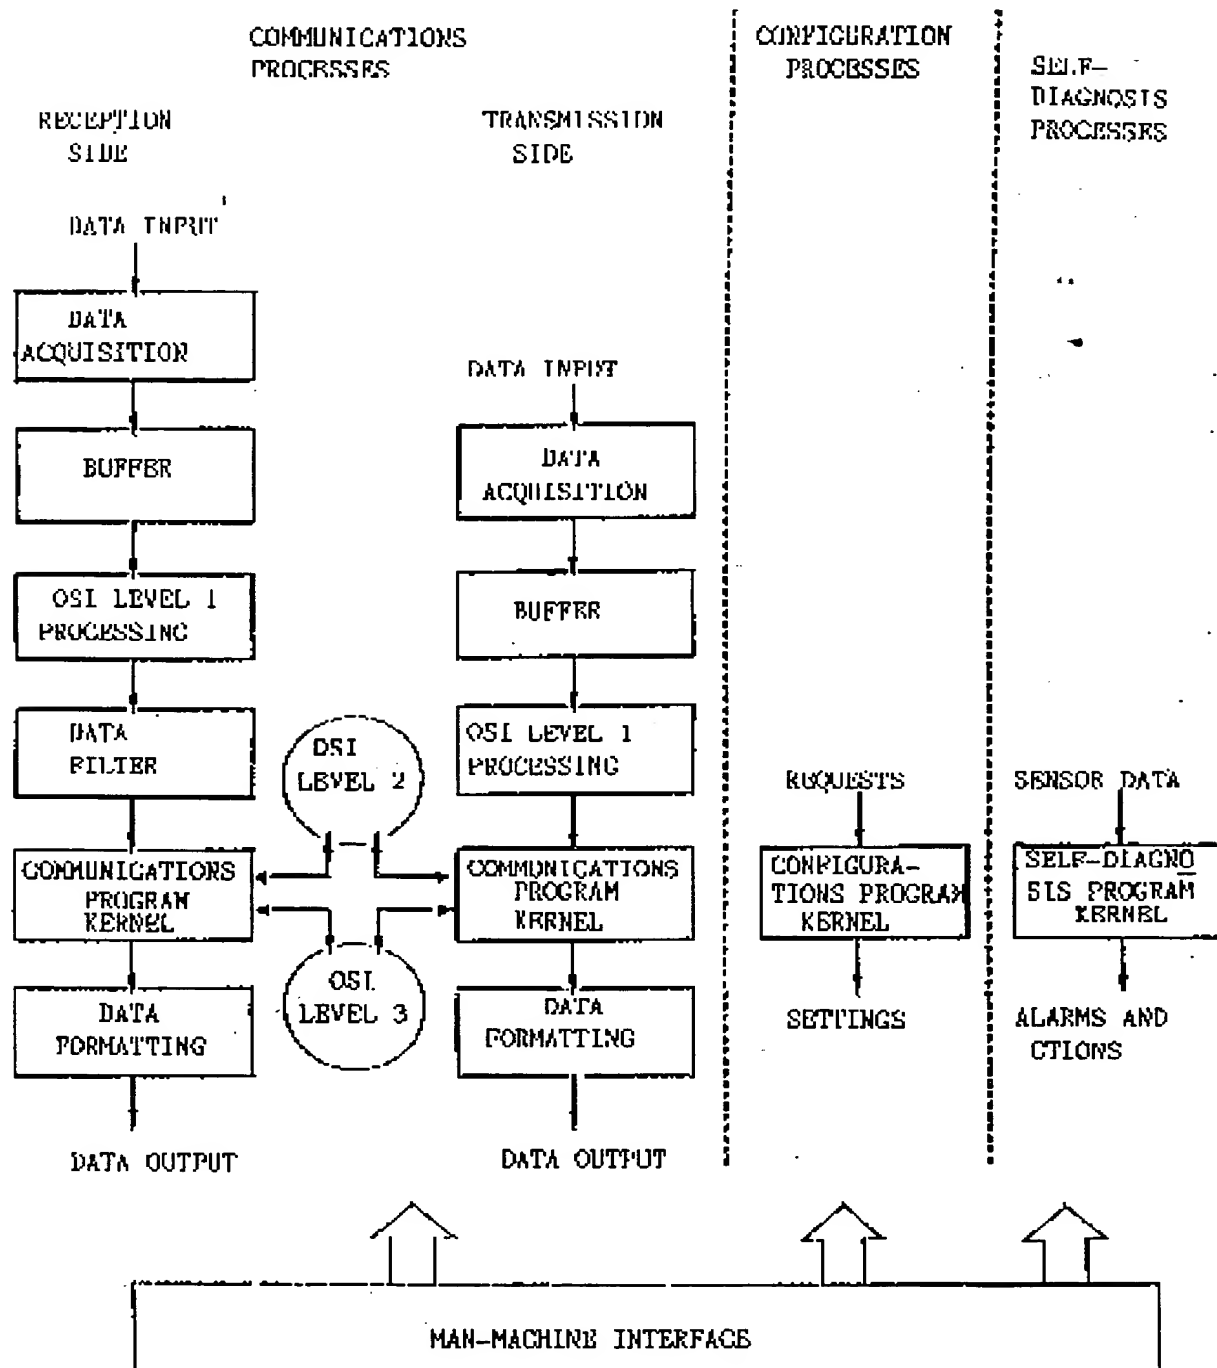 COMMUNICATIONS
PROCESSES
CONFIGURATION
PROCESSES
SELF-
DIAGNOSIS
PROCESSES
RECEPTION
SIDE
TRANSMISSION
SIDE
DATA INPUT
DATA
ACQUISITION
BUFFER
OSI LEVEL 1
PROCESSING
DATA
FILTER
COMMUNICATIONS
PROGRAM
KERNEL
DATA
FORMATTING
DATA OUTPUT
OSI
LEVEL 2
OSI
LEVEL 3
DATA INPUT
DATA
ACQUISITION
BUFFER
OSI LEVEL 1
PROCESSING
COMMUNICATIONS
PROGRAM
KERNEL
DATA
FORMATTING
DATA OUTPUT
REQUESTS
CONFIGURA-
TIONS PROGRAM
KERNEL
SETTINGS
SENSOR DATA
SELF-DIAGNO
SIS PROGRAM
KERNEL
ALARMS AND
CTIONS
MAN-MACHINE INTERFACE